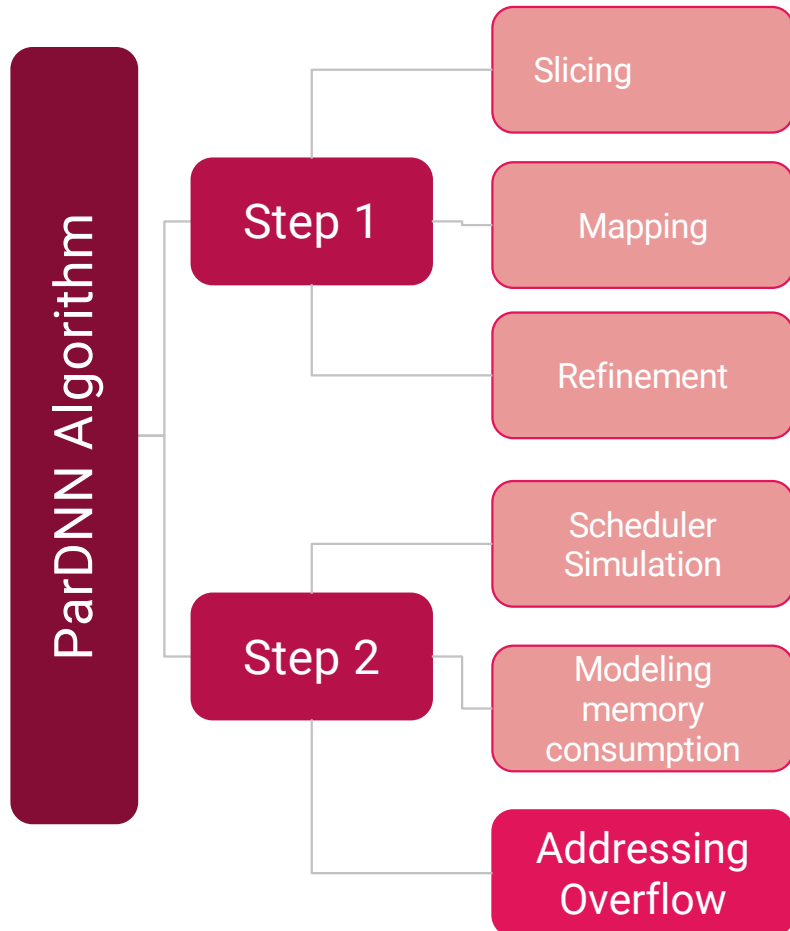 ParDNN Algorithm
Step 1
Slicing
Mapping
Refinement
Step 2
Scheduler
Simulation
Modeling
memory
consumption
Addressing
Overflow